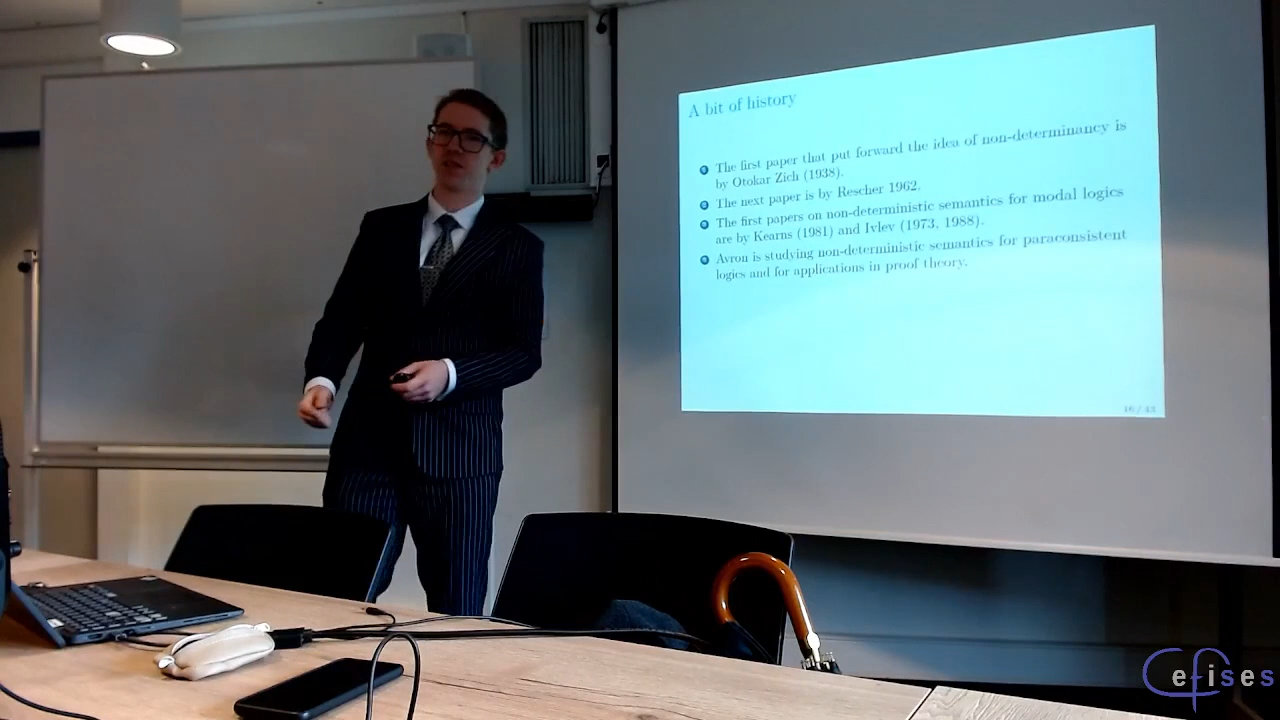 A bit of history
The first paper that put forward the idea of non-determinancy is
by Otokar Zich (1938).
The next paper is by Rescher 1962.
The first papers on non-deterministic semantics for modal logics
are by Kearns (1981) and Ivlev (1973, 1988).
Avron is studying non-deterministic semantics for paraconsistent
logics and for applications in proof theory.
16 / 43
Cefises